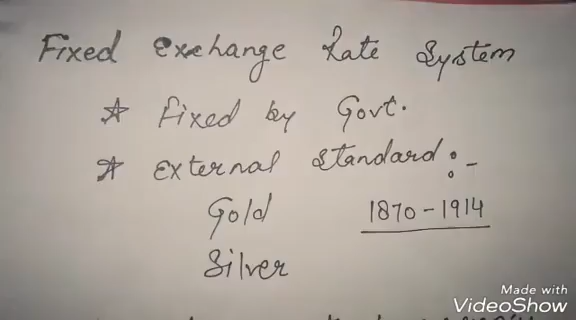 Fixed Exchange Rate System
☆ Fixed by Govt.
☆ External Standard :-
Gold 1870-1914
Silver
Made with
VideoShow